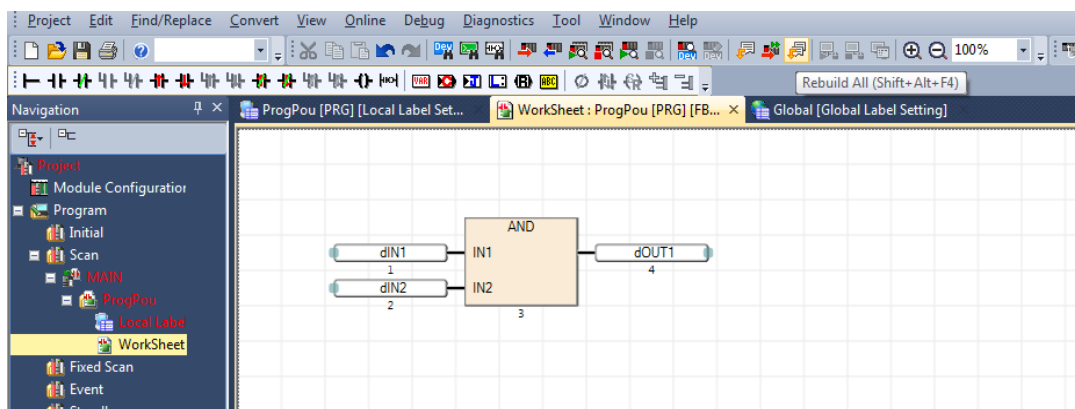 Project Edit Find/Replace Convert View Online Debug Diagnostics Tool Window Help
100%
Rebuild All (Shift+Alt+F4)
Navigation
ProgPou [PRG] [Local Label Set...
WorkSheet : ProgPou [PRG] [FB...
Global [Global Label Setting]
Project
Module Configuration
Program
Initial
Scan
MAIN
ProgPou
Local Labe
WorkSheet
Fixed Scan
Event
AND
dIN1
IN1
dOUT1
1
4
dIN2
IN2
2
3